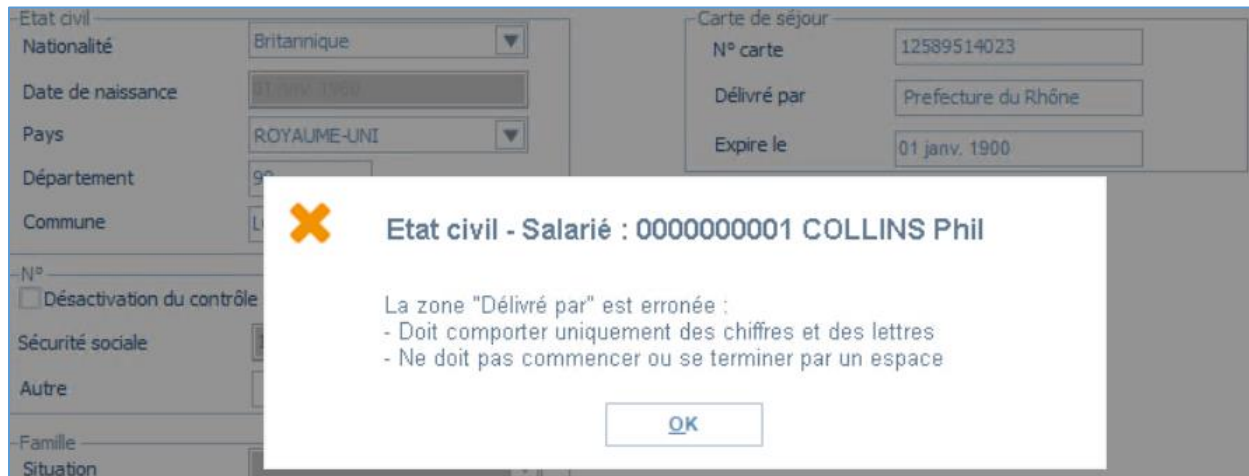 Etat civil
Nationalité Britannique
Date de naissance 01 janv. 1900
Pays ROYAUME-UNI
Département
Commune
N°
Désactivation du contrôle
Sécurité sociale
Autre
Famille
Situation
Carte de séjour
N° carte 12589514023
Délivré par Prefecture du Rhône
Expire le 01 janv. 1900
Etat civil - Salarié : 0000000001 COLLINS Phil
La zone "Délivré par" est erronée :
- Doit comporter uniquement des chiffres et des lettres
- Ne doit pas commencer ou se terminer par un espace
OK